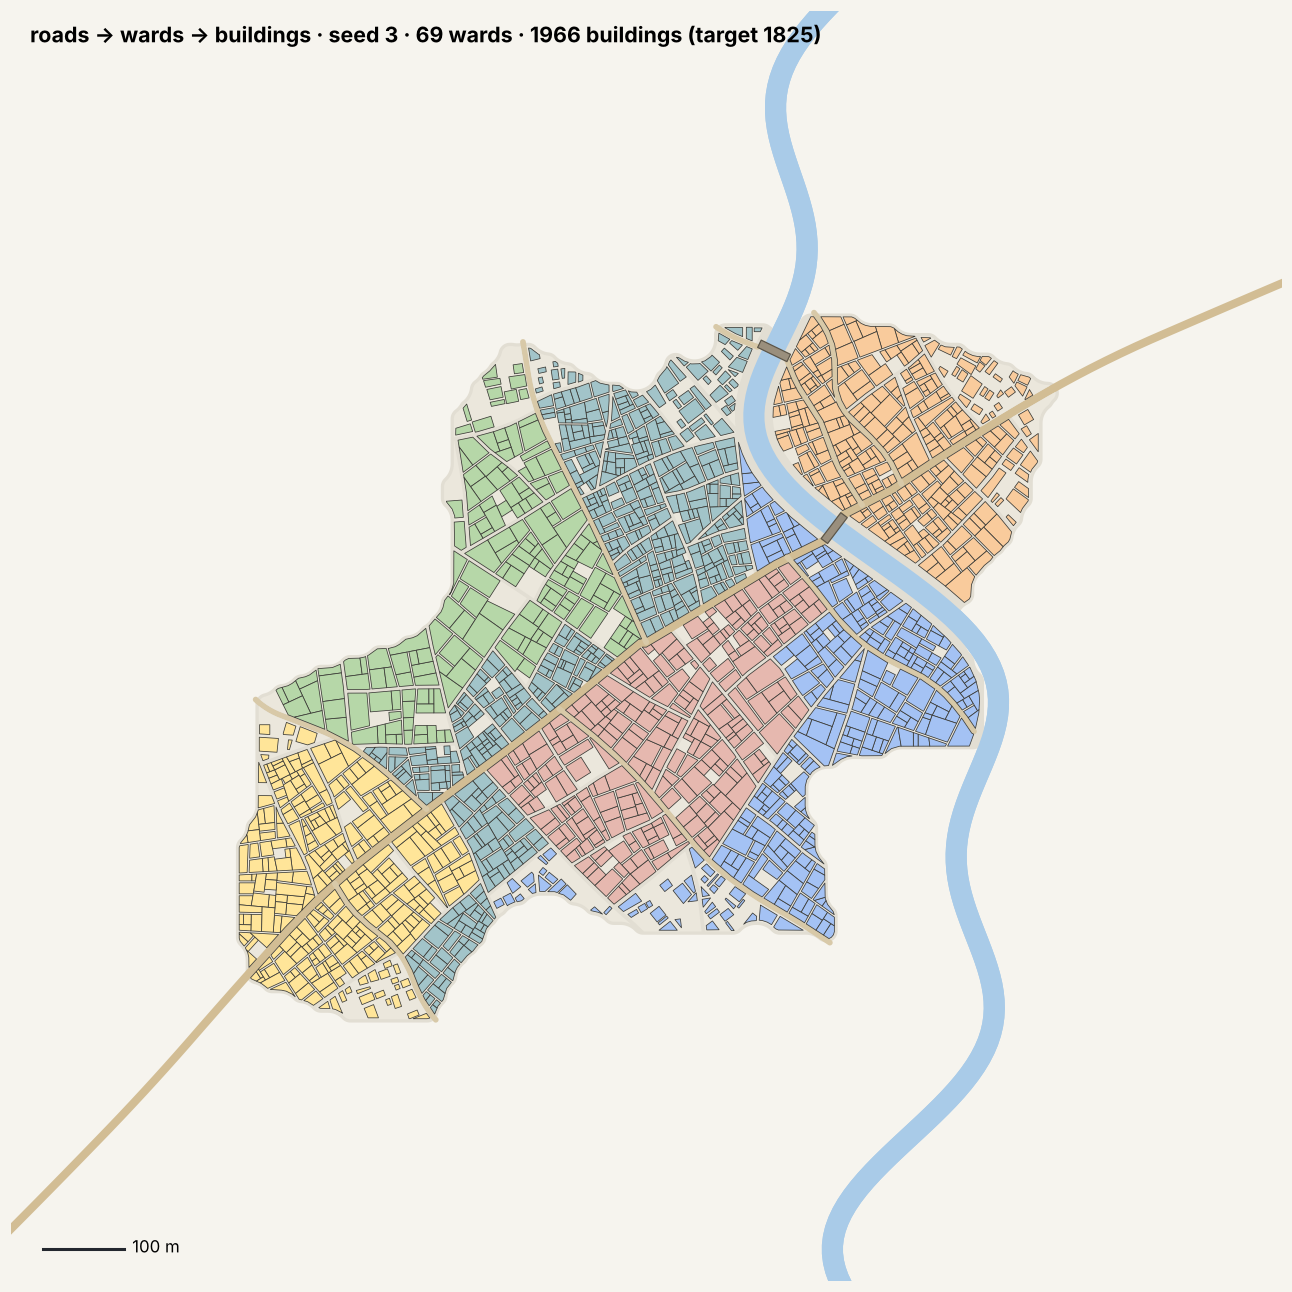 roads → wards → buildings · seed 3 · 69 wards · 1966 buildings (target 1825)
100 m